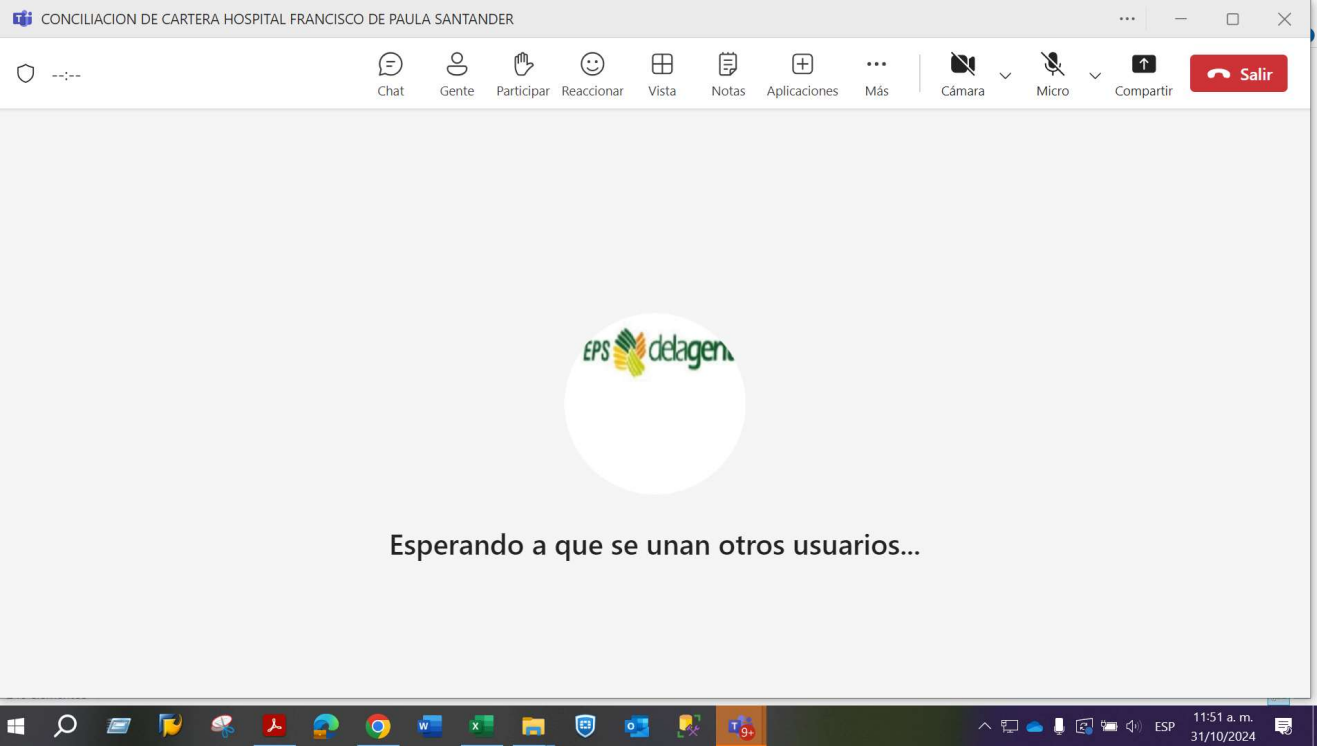 CONCILIACION DE CARTERA HOSPITAL FRANCISCO DE PAULA SANTANDER
--:--
Chat Gente Participar Reaccionar Vista Notas Aplicaciones Más Cámara Micro Compartir Salir
EPS delagen
Esperando a que se unan otros usuarios...
9+
ESP
11:51 a. m.
31/10/2024